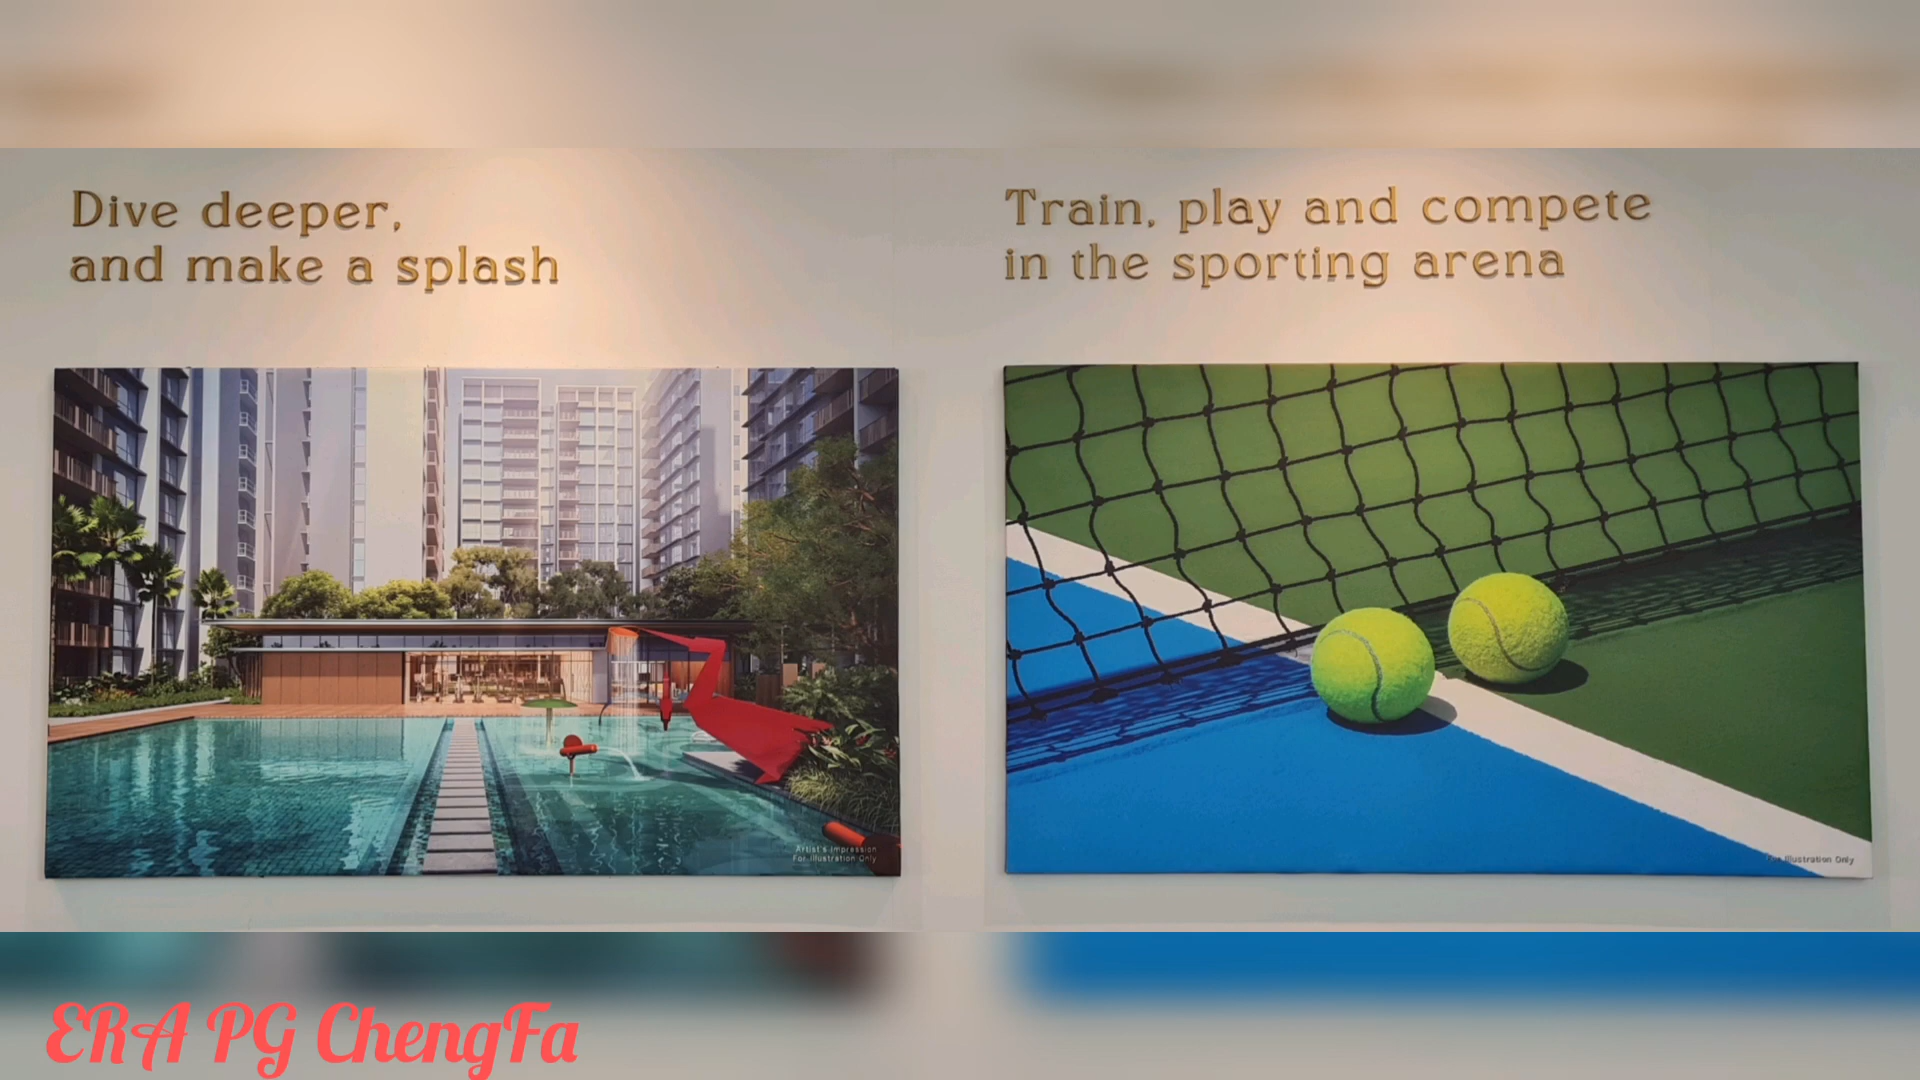 Dive deeper,
and make a splash
Train, play and compete
in the sporting arena
Artist's Impression
For Illustration Only
For Illustration Only
ERA PG ChengFa